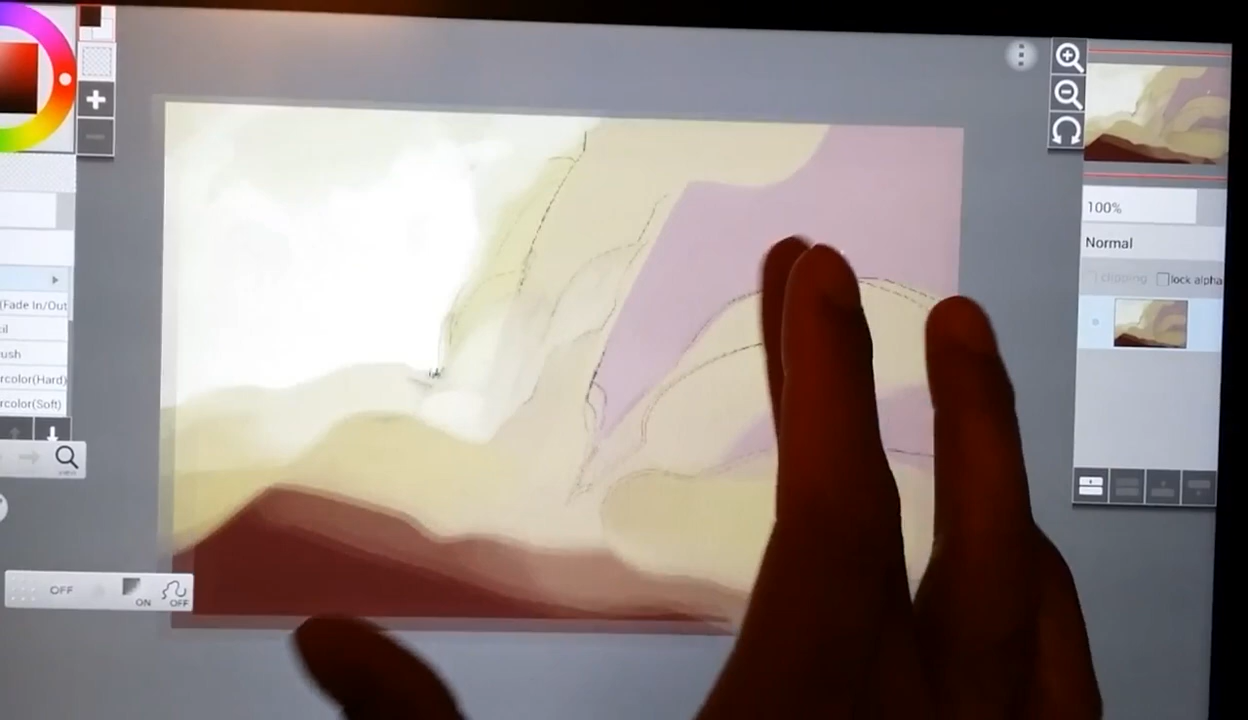 (Fade In/Out
cil
ush
rcolor(Hard)
rcolor(Soft)
OFF
ON
OFF
100%
Normal
clipping
lock alpha